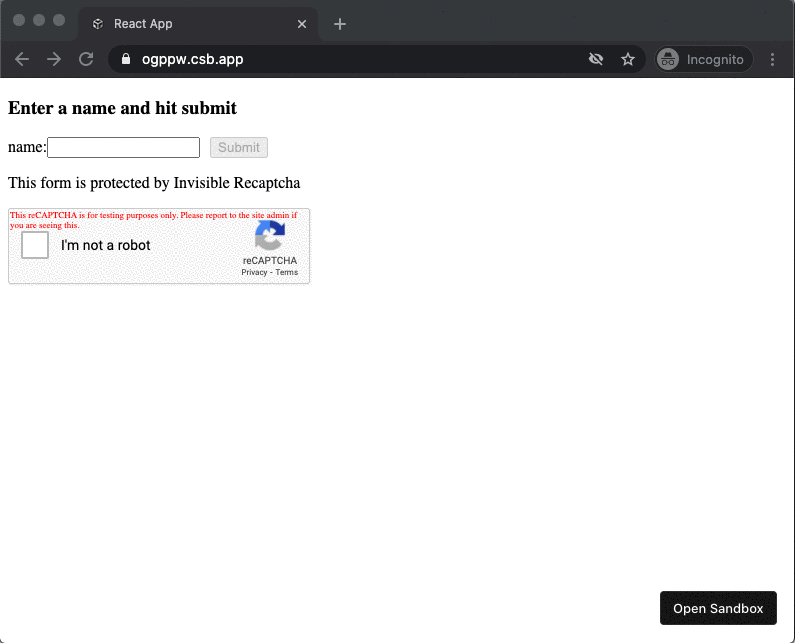 React App
ogppw.csb.app
Incognito
Enter a name and hit submit
name:
Submit
This form is protected by Invisible Recaptcha
This reCAPTCHA is for testing purposes only. Please report to the site admin if
you are seeing this.
I'm not a robot
reCAPTCHA
Privacy - Terms
Open Sandbox